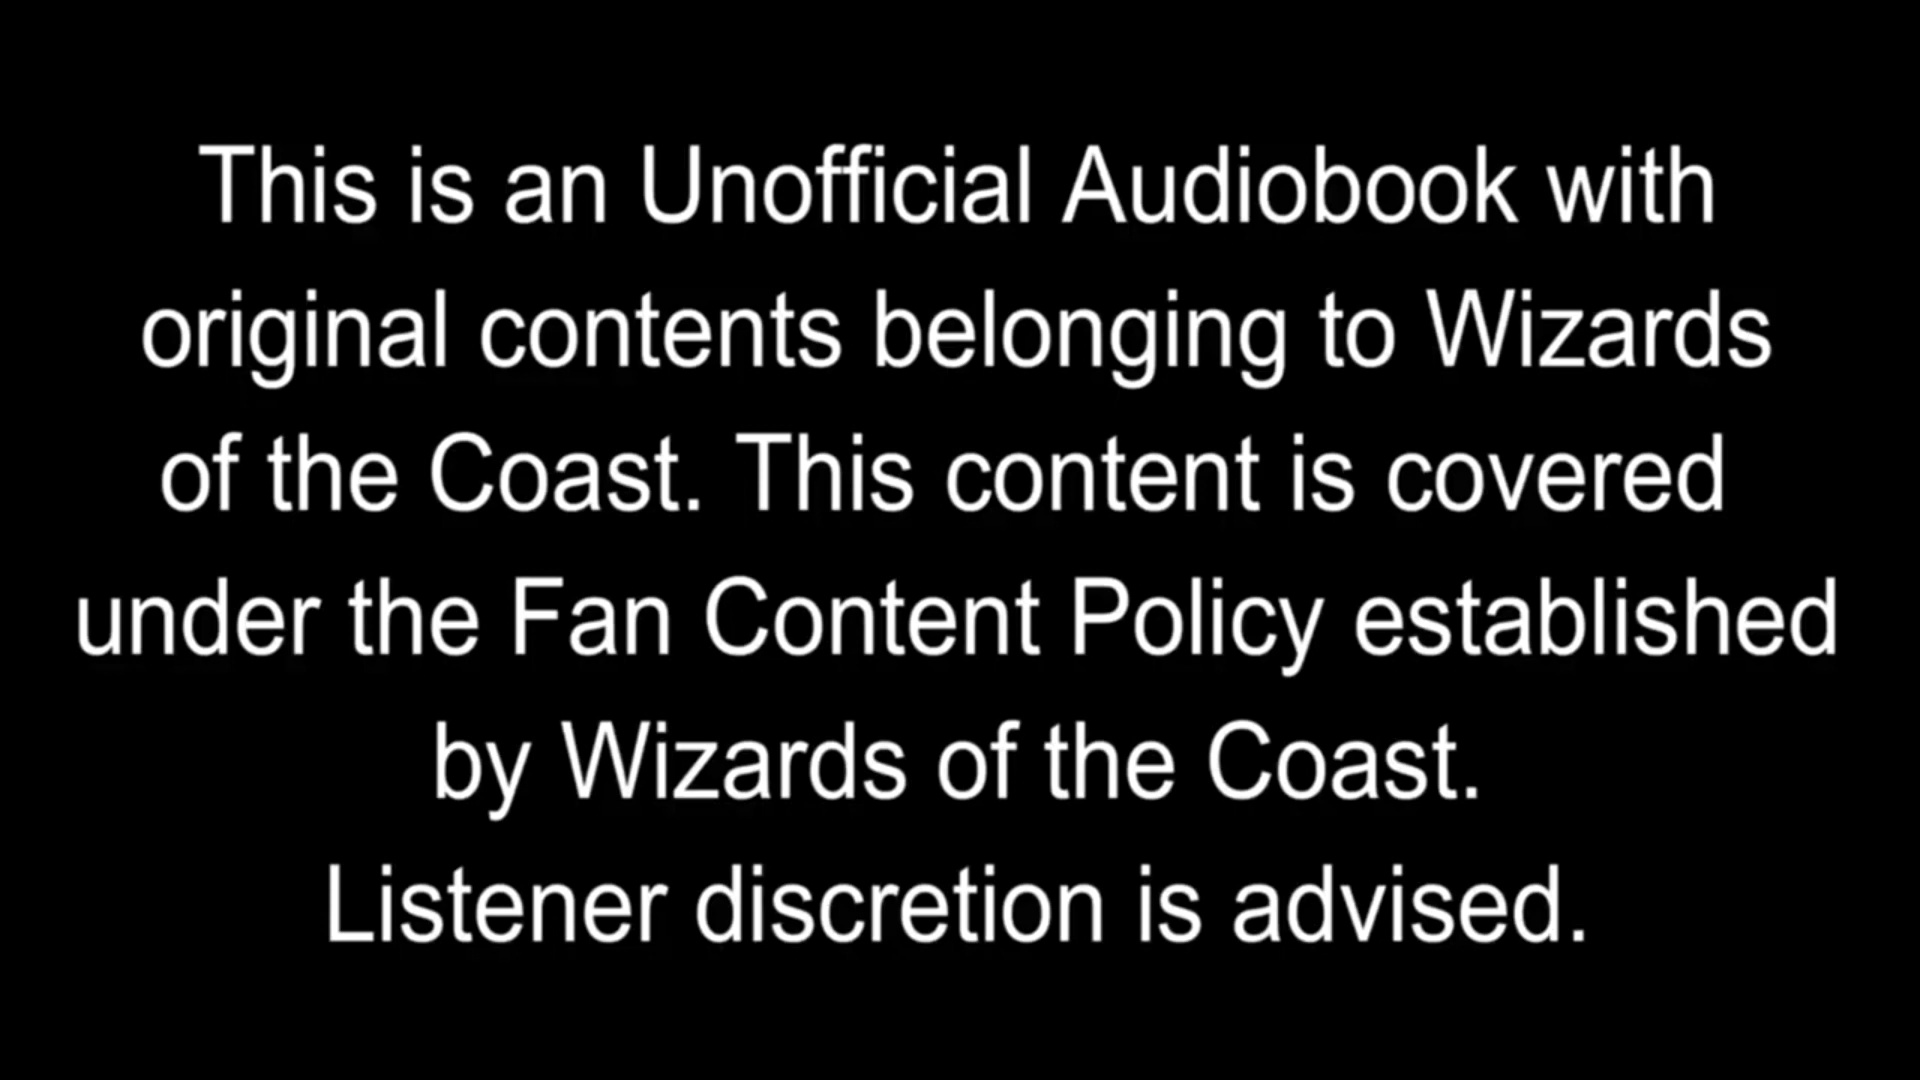 This is an Unofficial Audiobook with
original contents belonging to Wizards
of the Coast. This content is covered
under the Fan Content Policy established
by Wizards of the Coast.
Listener discretion is advised.